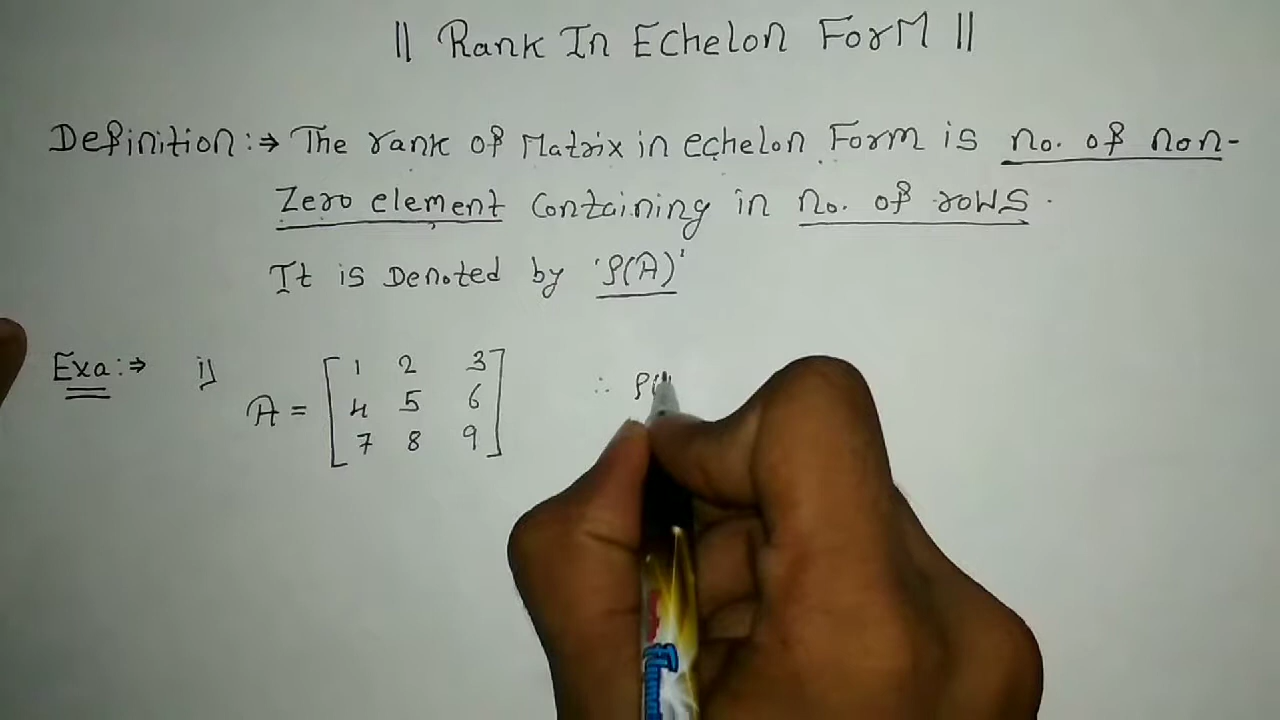 || Rank In Echelon Form ||
Definition:⇒ The rank of Matrix in echelon Form is no. of non-
Zero element Containing in no. of rows.
It is Denoted by 'ρ(A)'
Exa:⇒ i) A = [ 1 2 3
4 5 6
7 8 9 ]
∴ ρ(